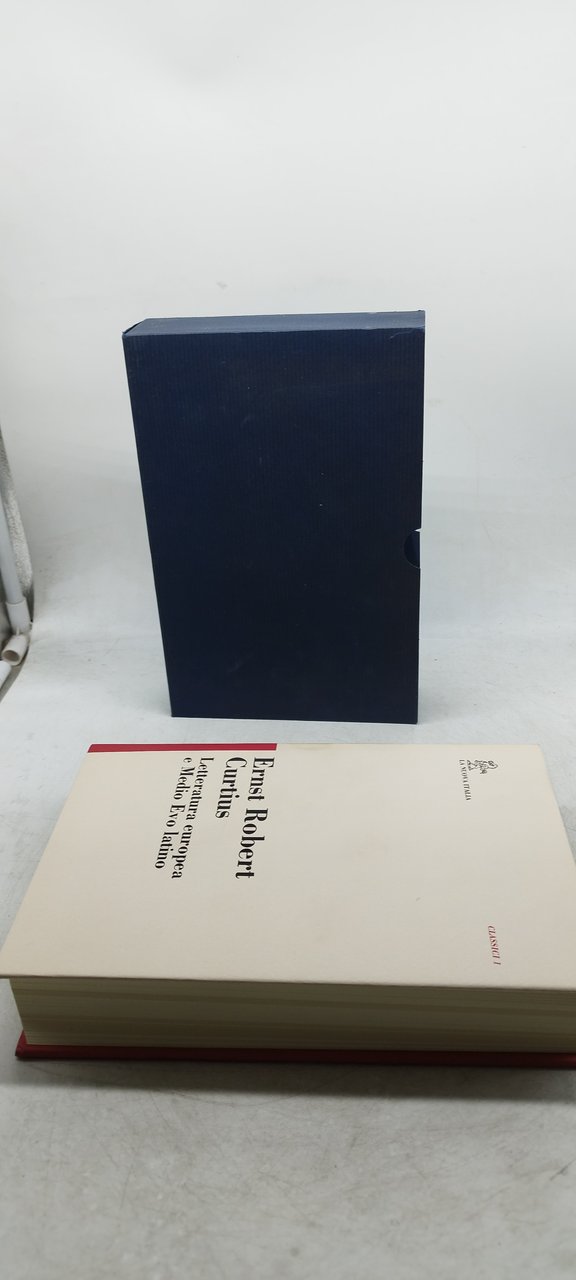 Ernst Robert
Curtius
Letteratura europea
e Medio Evo latino
LA NUOVA ITALIA
CLASSICI 1